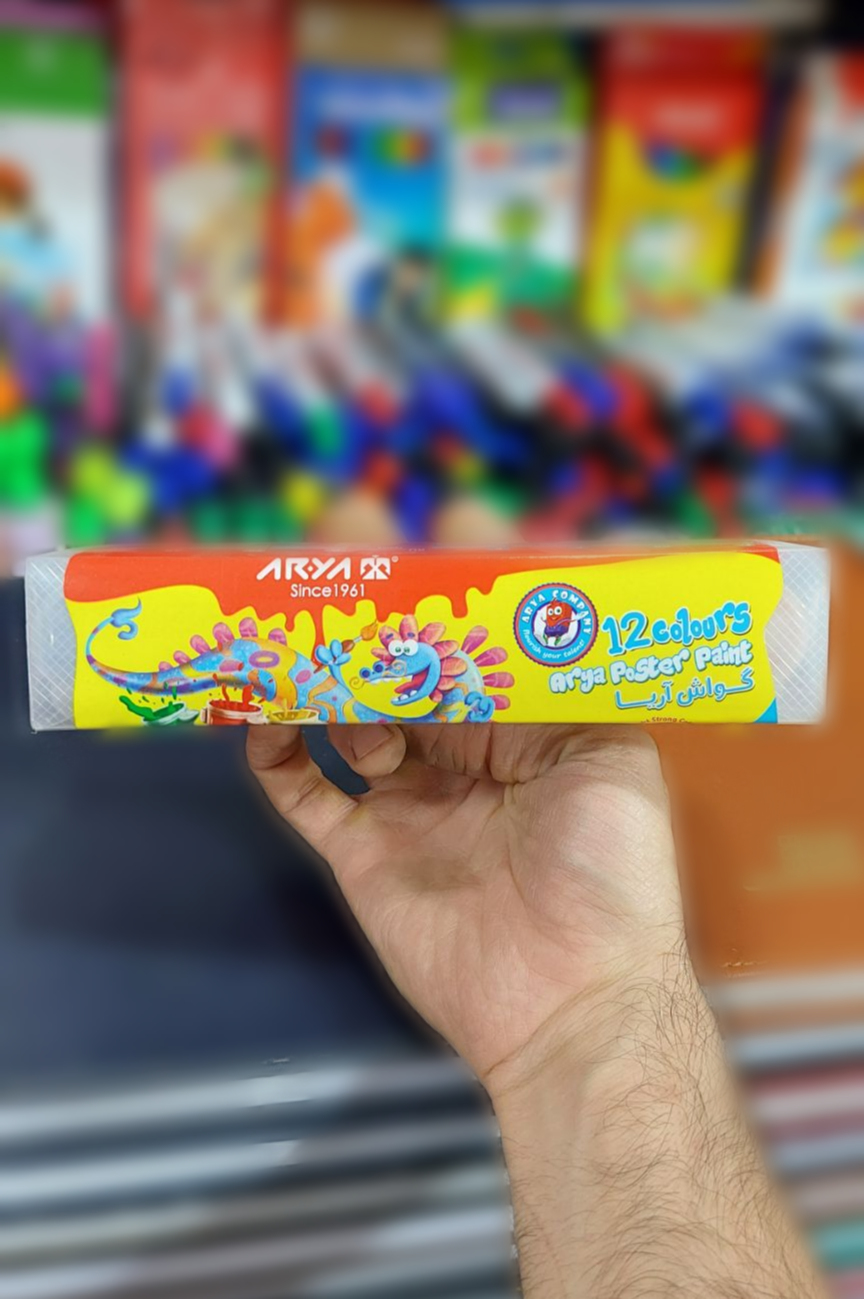 ARYA
Since1961
ARYA COMPANY
12 colours
Arya Poster Paint
گواش آریا